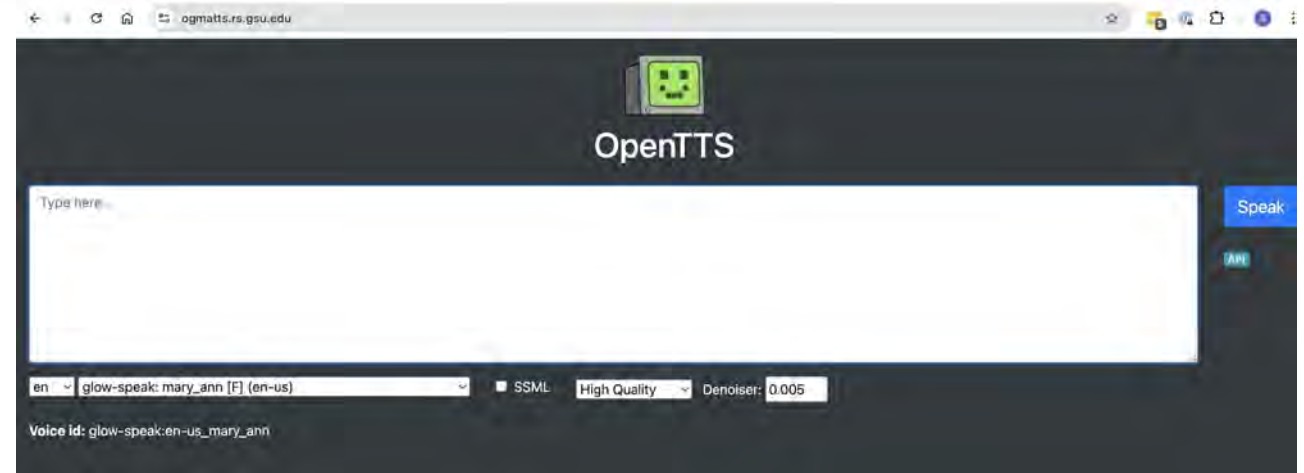 ogmatts.rs.gsu.edu
OpenTTS
Type here...
Speak
API
en glow-speak: mary_ann [F] (en-us) SSML High Quality Denoiser: 0.005
Voice id: glow-speak:en-us_mary_ann